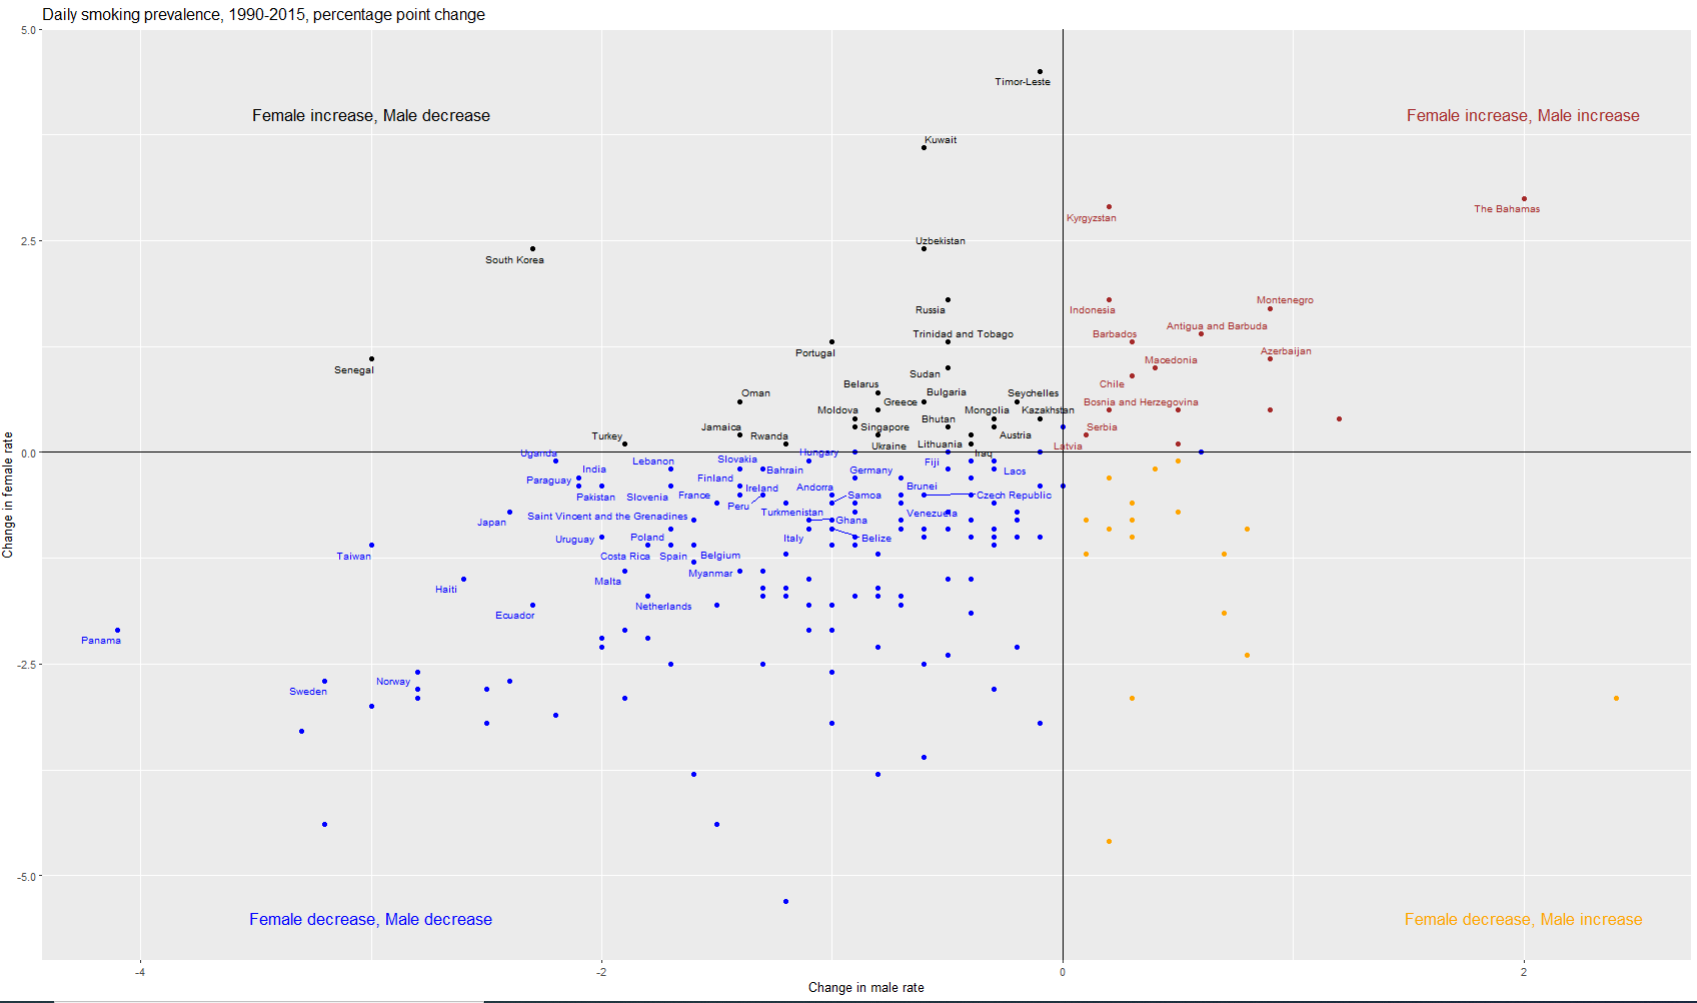 Daily smoking prevalence, 1990-2015, percentage point change
5.0
Timor-Leste
Female increase, Male decrease
Female increase, Male increase
Kuwait
The Bahamas
Kyrgyzstan
2.5
Uzbekistan
South Korea
Montenegro
Russia
Indonesia
Antigua and Barbuda
Trinidad and Tobago
Barbados
Portugal
Azerbaijan
Macedonia
Senegal
Sudan
Belarus
Chile
Oman
Bulgaria
Seychelles
Greece
Bosnia and Herzegovina
Moldova
Mongolia
Kazakhstan
Bhutan
Jamaica
Singapore
Serbia
Turkey
Rwanda
Austria
Ukraine
Lithuania
Latvia
0.0
Uganda
Hungary
Iraq
Lebanon
Slovakia
Fiji
India
Bahrain
Germany
Laos
Paraguay
Finland
Ireland
Andorra
Brunei
Pakistan
Slovenia
France
Samoa
Czech Republic
Peru
Turkmenistan
Venezuela
Japan
Saint Vincent and the Grenadines
Ghana
Uruguay
Poland
Italy
Belize
Taiwan
Costa Rica
Spain
Belgium
Myanmar
Malta
Haiti
Netherlands
Ecuador
Panama
-2.5
Norway
Sweden
-5.0
Female decrease, Male decrease
Female decrease, Male increase
-4
-2
0
2
Change in male rate
Change in female rate